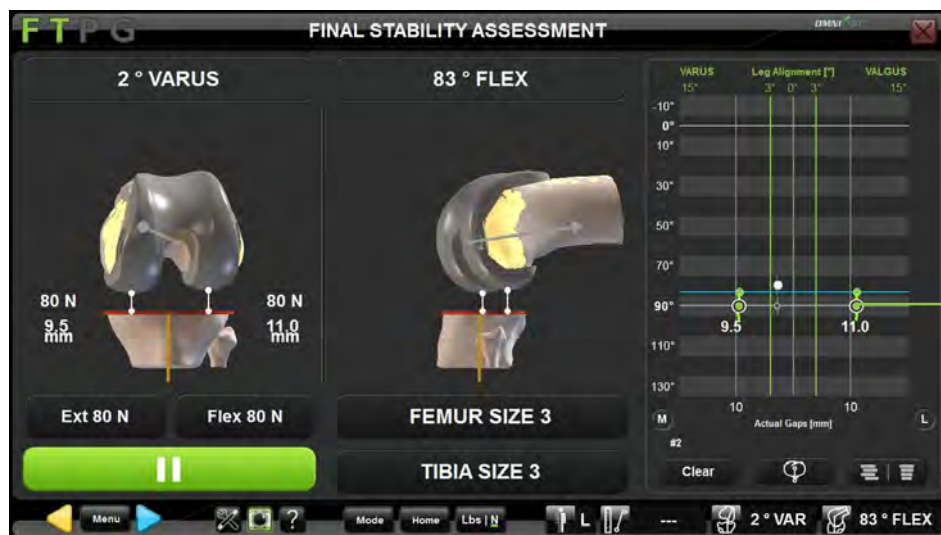 FTPG
FINAL STABILITY ASSESSMENT
2 ° VARUS
83 ° FLEX
VARUS Leg Alignment [°] VALGUS
15° 3° 0° 3° 15°
-10°
0°
10°
30°
50°
70°
90°
110°
130°
80 N
9.5
mm
80 N
11.0
mm
9.5 11.0
10 10
M Actual Gaps [mm] L
#2
Ext 80 N
Flex 80 N
FEMUR SIZE 3
TIBIA SIZE 3
Clear
Menu ? Mode Home Lbs | N L --- 2 ° VAR 83 ° FLEX